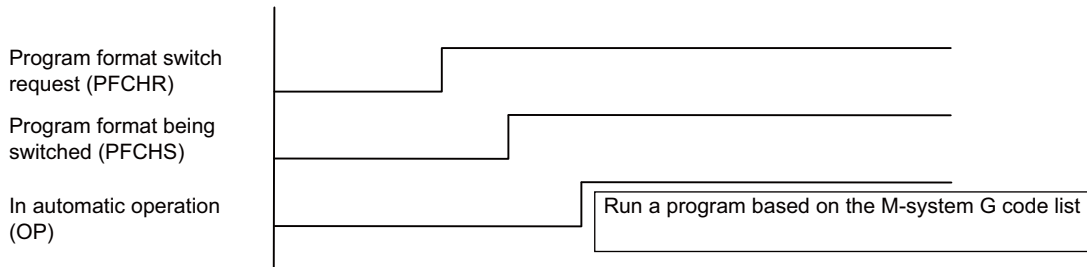 Program format switch
request (PFCHR)
Program format being
switched (PFCHS)
In automatic operation
(OP)
Run a program based on the M-system G code list